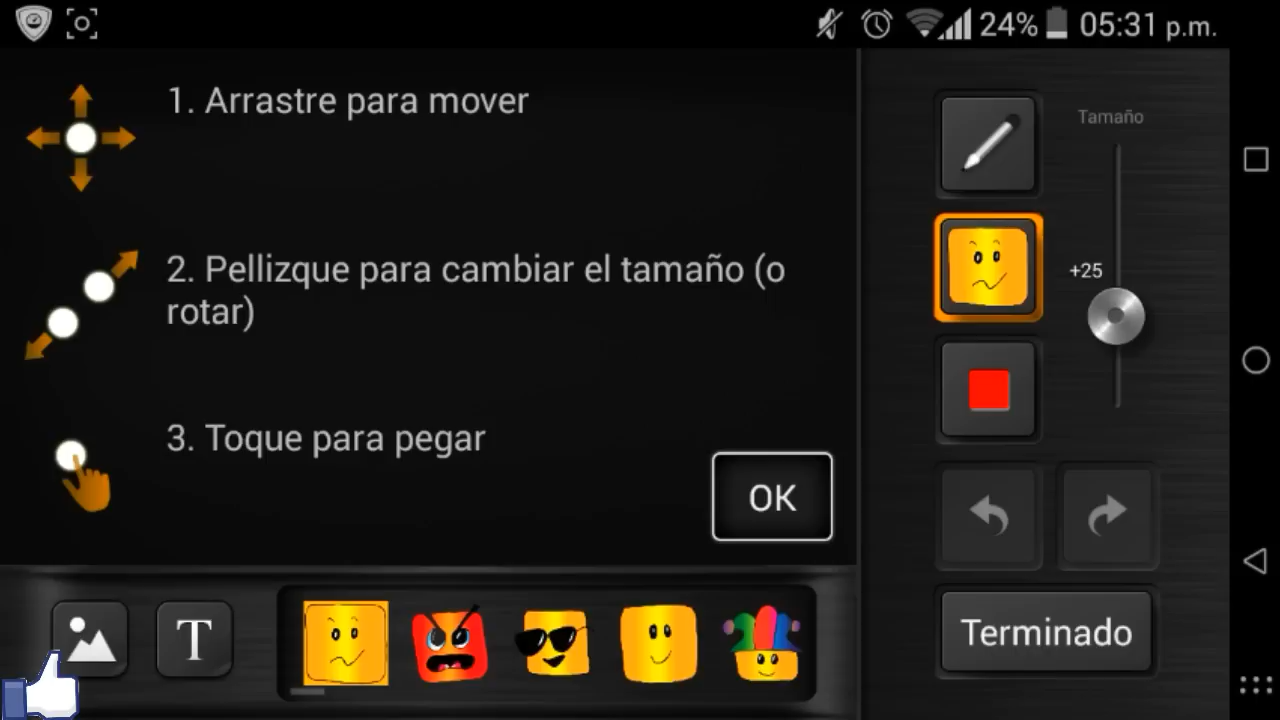 24% 05:31 p.m.
1. Arrastre para mover
Tamaño
2. Pellizque para cambiar el tamaño (o
rotar)
+25
3. Toque para pegar
OK
T
Terminado